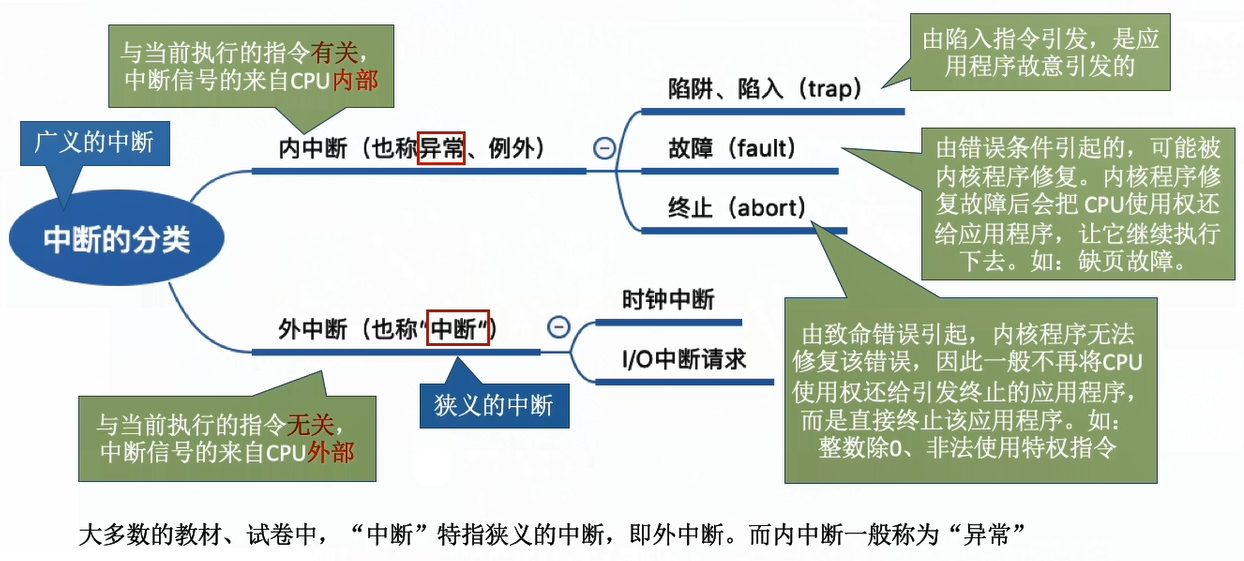 与当前执行的指令有关，
中断信号的来自CPU内部
由陷入指令引发，是应
用程序故意引发的
陷阱、陷入（trap）
广义的中断
内中断（也称异常、例外）
故障（fault）
由错误条件引起的，可能被
内核程序修复。内核程序修
复故障后会把 CPU使用权还
给应用程序，让它继续执行
下去。如：缺页故障。
终止（abort）
中断的分类
时钟中断
外中断（也称“中断“）
I/O中断请求
由致命错误引起，内核程序无法
修复该错误，因此一般不再将CPU
使用权还给引发终止的应用程序，
而是直接终止该应用程序。如：
整数除0、非法使用特权指令
狭义的中断
与当前执行的指令无关，
中断信号的来自CPU外部
大多数的教材、试卷中，“中断”特指狭义的中断，即外中断。而内中断一般称为“异常”